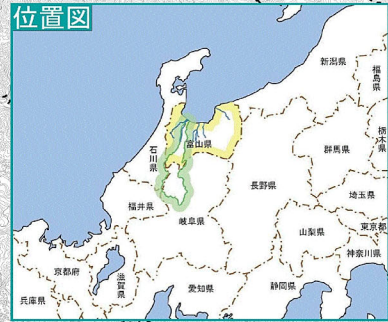 位置図
新潟県
福島県
栃木県
富山県
石川県
群馬県
長野県
埼玉県
福井県
岐阜県
東京都
山梨県
神奈川県
京都府
滋賀県
静岡県
愛知県
兵庫県